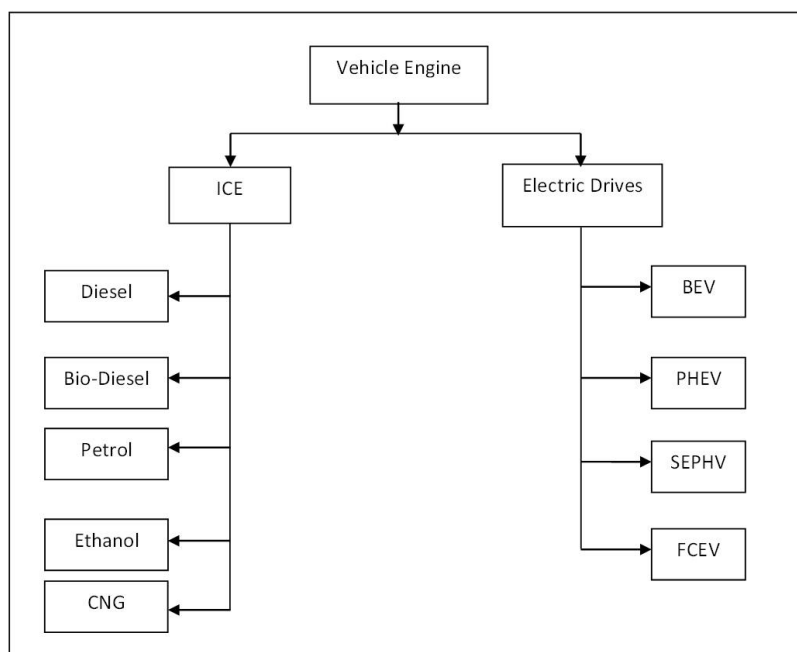 Vehicle Engine
ICE
Electric Drives
Diesel
Bio-Diesel
Petrol
Ethanol
CNG
BEV
PHEV
SEPHV
FCEV